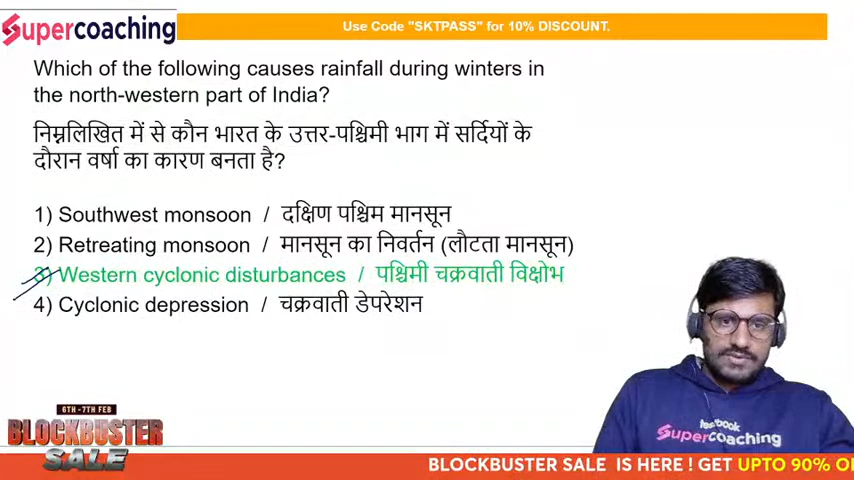 Supercoaching
Use Code "SKTPASS" for 10% DISCOUNT.
Which of the following causes rainfall during winters in
the north-western part of India?
निम्नलिखित में से कौन भारत के उत्तर-पश्चिमी भाग में सर्दियों के
दौरान वर्षा का कारण बनता है?
1) Southwest monsoon / दक्षिण पश्चिम मानसून
2) Retreating monsoon / मानसून का निवर्तन (लौटता मानसून)
3) Western cyclonic disturbances / पश्चिमी चक्रवाती विक्षोभ
4) Cyclonic depression / चक्रवाती डेपरेशन
testbook
Supercoaching
6TH -7TH FEB
BLOCKBUSTER
SALE
BLOCKBUSTER SALE IS HERE ! GET UPTO 90% OF